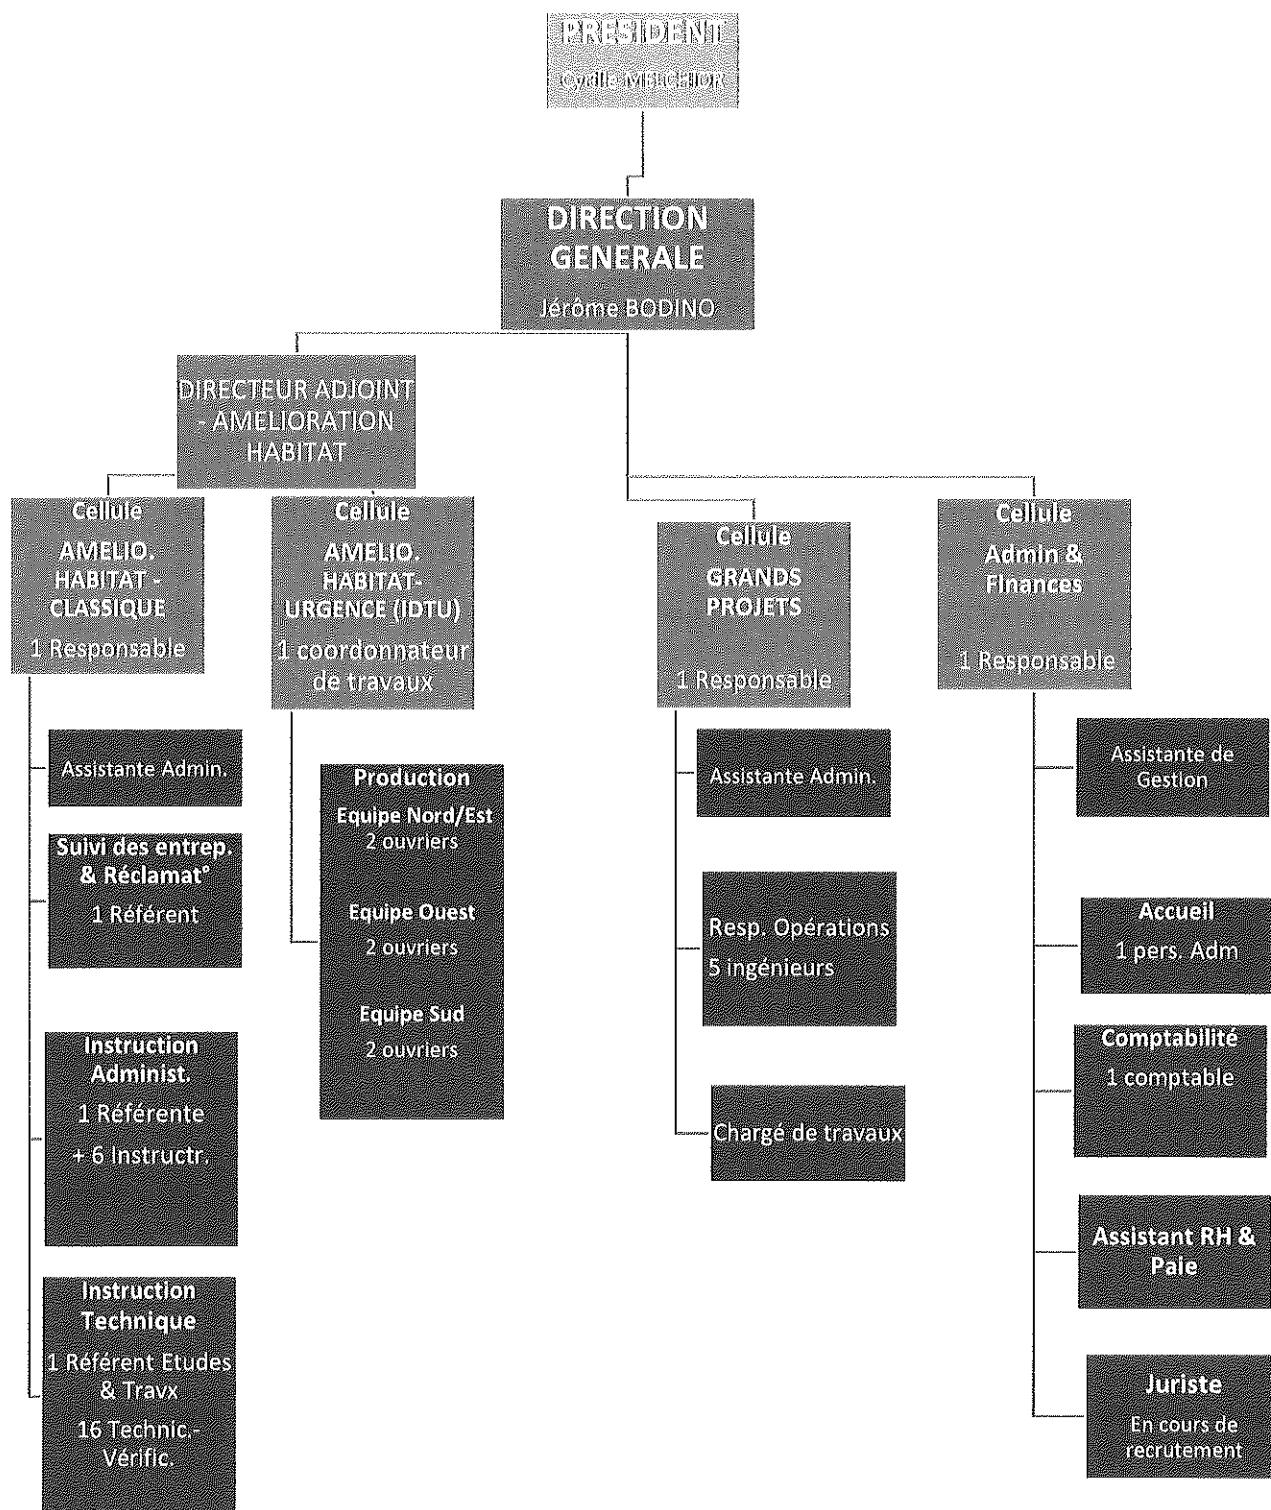 PRESIDENT
Cyrille MELCHIOR
DIRECTION
GENERALE
Jérôme BODINO
DIRECTEUR ADJOINT
- AMELIORATION
HABITAT
Cellule
AMELIO.
HABITAT -
CLASSIQUE
1 Responsable
Assistante Admin.
Suivi des entrep.
& Réclamat°
1 Référent
Instruction
Administ.
1 Référente
+ 6 Instructr.
Instruction
Technique
1 Référent Etudes
& Travx
16 Technic.-
Vérific.
Cellule
AMELIO.
HABITAT-
URGENCE (IDTU)
1 coordonnateur
de travaux
Production
Equipe Nord/Est
2 ouvriers
Equipe Ouest
2 ouvriers
Equipe Sud
2 ouvriers
Cellule
GRANDS
PROJETS
1 Responsable
Assistante Admin.
Resp. Opérations
5 ingénieurs
Chargé de travaux
Cellule
Admin &
Finances
1 Responsable
Assistante de
Gestion
Accueil
1 pers. Adm
Comptabilité
1 comptable
Assistant RH &
Paie
Juriste
En cours de
recrutement